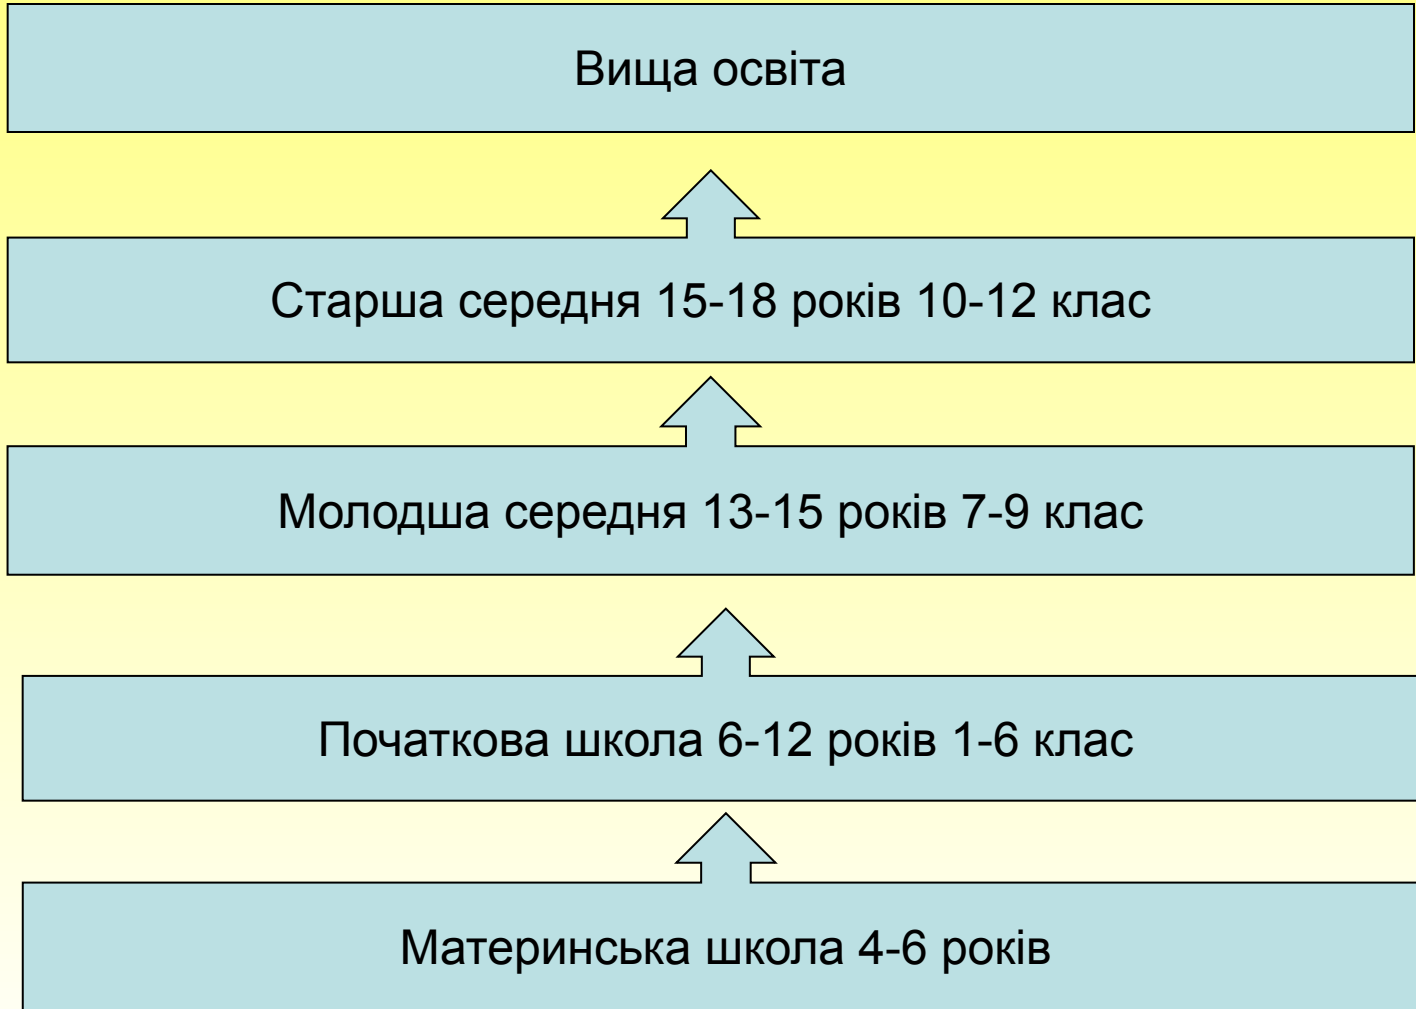 Вища освіта
Старша середня 15-18 років 10-12 клас
Молодша середня 13-15 років 7-9 клас
Початкова школа 6-12 років 1-6 клас
Материнська школа 4-6 років